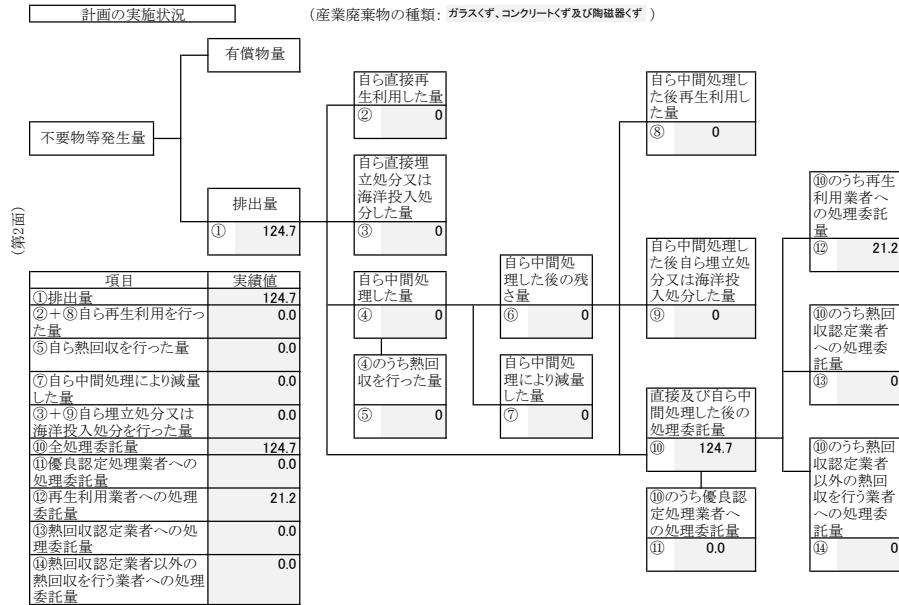 計画の実施状況
(産業廃棄物の種類: ガラスくず、コンクリートくず及び陶磁器くず )
有償物量
不要物等発生量
排出量
① 124.7
(第2面)
自ら直接再
生利用した量
② 0
自ら直接埋
立処分又は
海洋投入処
分した量
③ 0
自ら中間処
理した量
④ 0
④のうち熱回
収を行った量
⑤ 0
自ら中間処
理した後の残
さ量
⑥ 0
自ら中間処
理により減量
した量
⑦ 0
自ら中間処理し
た後再生利用し
た量
⑧ 0
自ら中間処理し
た後自ら埋立処
分又は海洋投
入処分した量
⑨ 0
直接及び自ら中
間処理した後の
処理委託量
⑩ 124.7
⑩のうち優良認
定処理業者へ
の処理委託量
⑪ 0.0
⑩のうち再生
利用業者へ
の処理委託
量
⑫ 21.2
⑩のうち熱回
収認定業者
への処理委
託量
⑬ 0
⑩のうち熱回
収認定業者
以外の熱回
収を行う業者
への処理委
託量
⑭ 0
項目 実績値
①排出量 124.7
②+⑧自ら再生利用を行っ 0.0
た量
⑤自ら熱回収を行った量 0.0
⑦自ら中間処理により減量 0.0
した量
③+⑨自ら埋立処分又は 0.0
海洋投入処分を行った量
⑩全処理委託量 124.7
⑪優良認定処理業者への 0.0
処理委託量
⑫再生利用業者への処理 21.2
委託量
⑬熱回収認定業者への処 0.0
理委託量
⑭熱回収認定業者以外の 0.0
熱回収を行う業者への処理
委託量